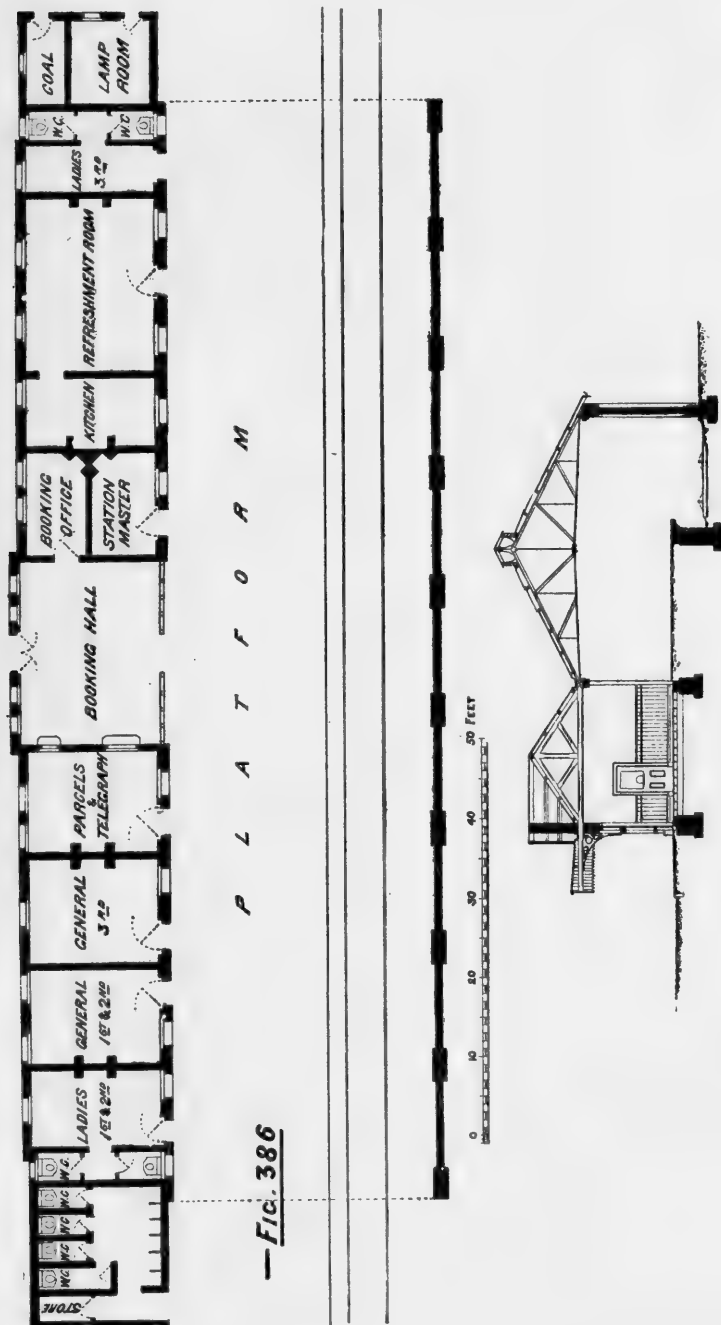 STORE
W.C
W.C
W.C
W.C
W.C.
LADIES
1ST & 2ND
GENERAL
1ST & 2ND
GENERAL
3RD
PARCELS
&
TELEGRAPH
BOOKING HALL
BOOKING
OFFICE
STATION
MASTER
KITCHEN
REFRESHMENT ROOM
LADIES
3RD
W.C.
W.C
COAL
LAMP
ROOM
PLATFORM
—FIG. 386
0 10 20 30 40 50 FEET